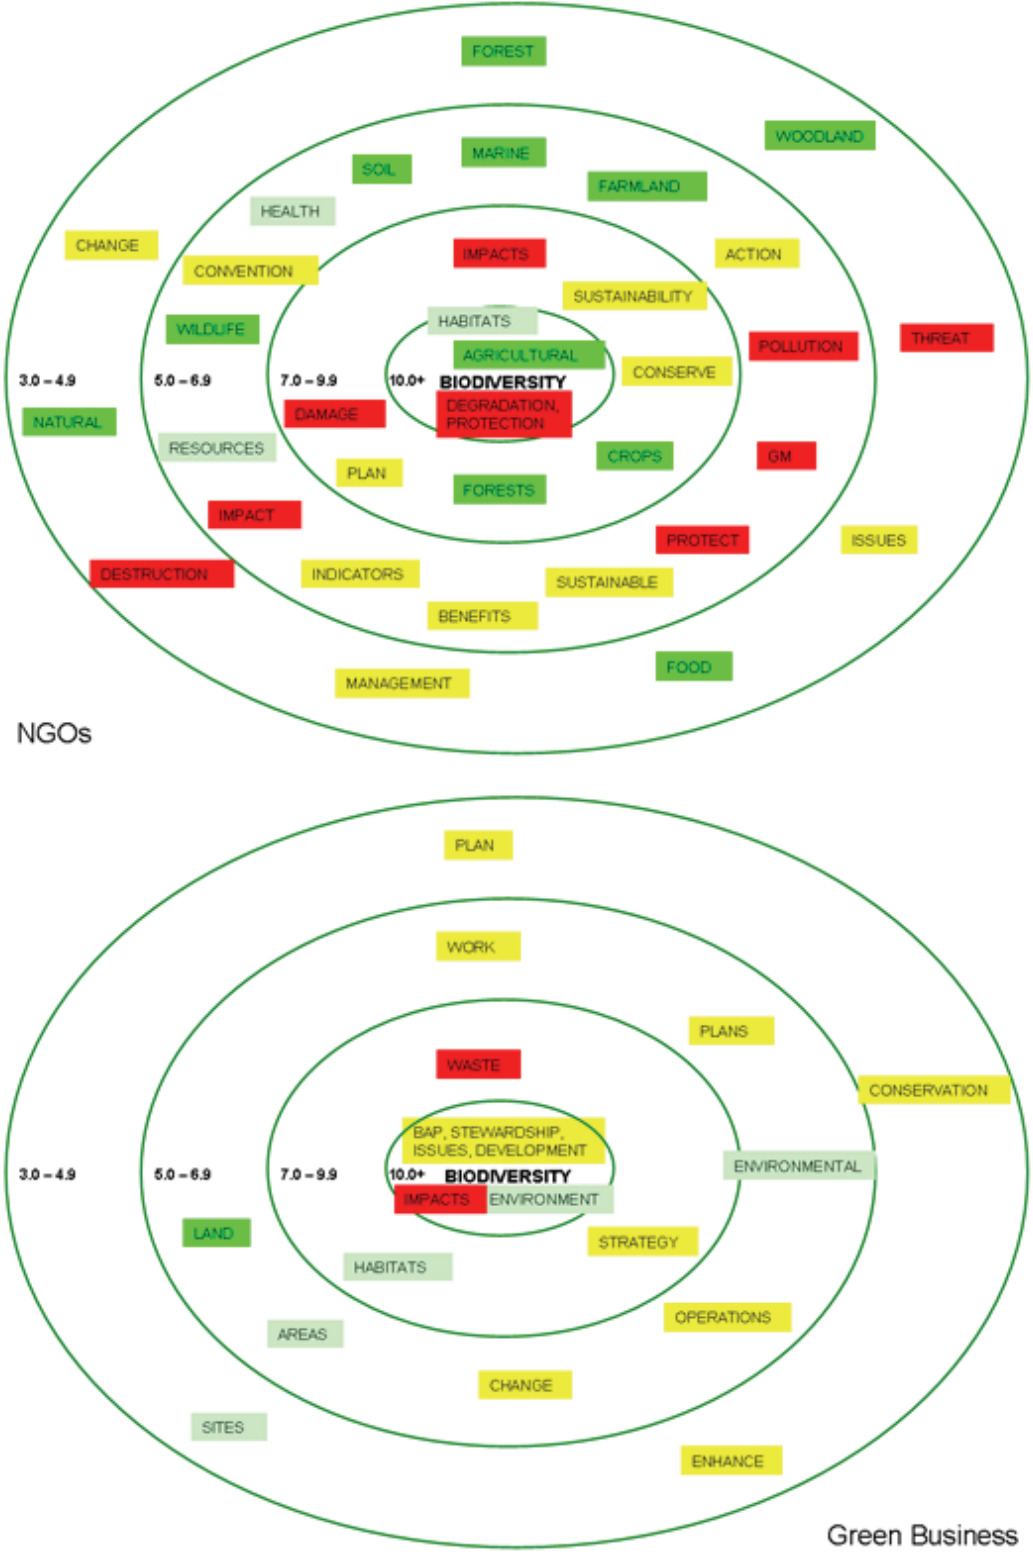 FOREST
WOODLAND
MARINE
SOIL
FARMLAND
HEALTH
CHANGE
IMPACTS
ACTION
CONVENTION
SUSTAINABILITY
HABITATS
WILDLIFE
THREAT
POLLUTION
AGRICULTURAL
CONSERVE
3.0 – 4.9
5.0 – 6.9
7.0 – 9.9
10.0+
BIODIVERSITY
DEGRADATION,
PROTECTION
DAMAGE
NATURAL
RESOURCES
CROPS
GM
PLAN
FORESTS
IMPACT
PROTECT
ISSUES
DESTRUCTION
INDICATORS
SUSTAINABLE
BENEFITS
FOOD
MANAGEMENT
NGOs
PLAN
WORK
PLANS
WASTE
CONSERVATION
BAP, STEWARDSHIP,
ISSUES, DEVELOPMENT
ENVIRONMENTAL
3.0 – 4.9
5.0 – 6.9
7.0 – 9.9
10.0+
BIODIVERSITY
IMPACTS
ENVIRONMENT
LAND
STRATEGY
HABITATS
OPERATIONS
AREAS
CHANGE
SITES
ENHANCE
Green Business